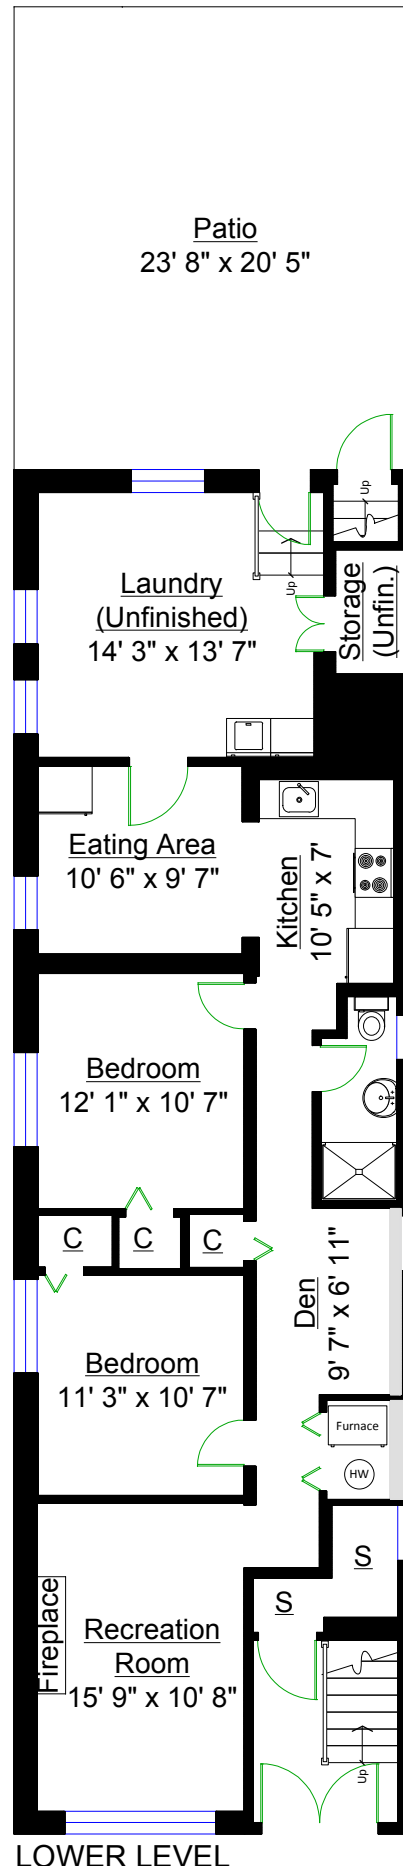 Patio
23' 8" x 20' 5"
Up
Laundry
(Unfinished)
14' 3" x 13' 7"
Up
Storage
(Unfin.)
Eating Area
10' 6" x 9' 7"
Kitchen
10' 5" x 7'
Bedroom
12' 1" x 10' 7"
C
C
C
Den
9' 7" x 6' 11"
Bedroom
11' 3" x 10' 7"
Furnace
HW
S
S
Fireplace
Recreation
Room
15' 9" x 10' 8"
Up
LOWER LEVEL